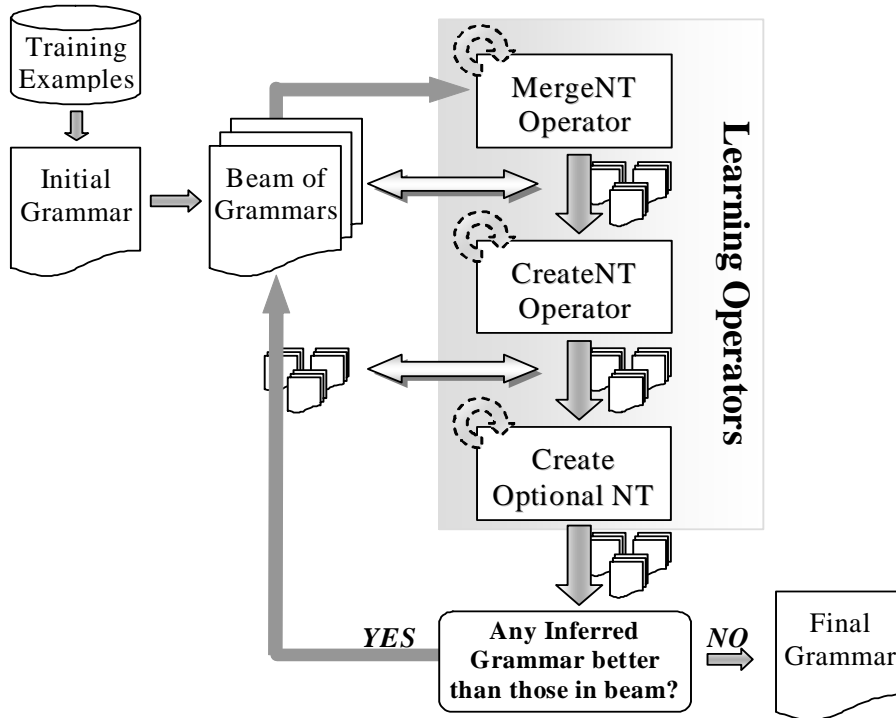 Training
Examples
Initial
Grammar
Beam of
Grammars
MergeNT
Operator
CreateNT
Operator
Create
Optional NT
Learning Operators
YES
Any Inferred
Grammar better
than those in beam?
NO
Final
Grammar